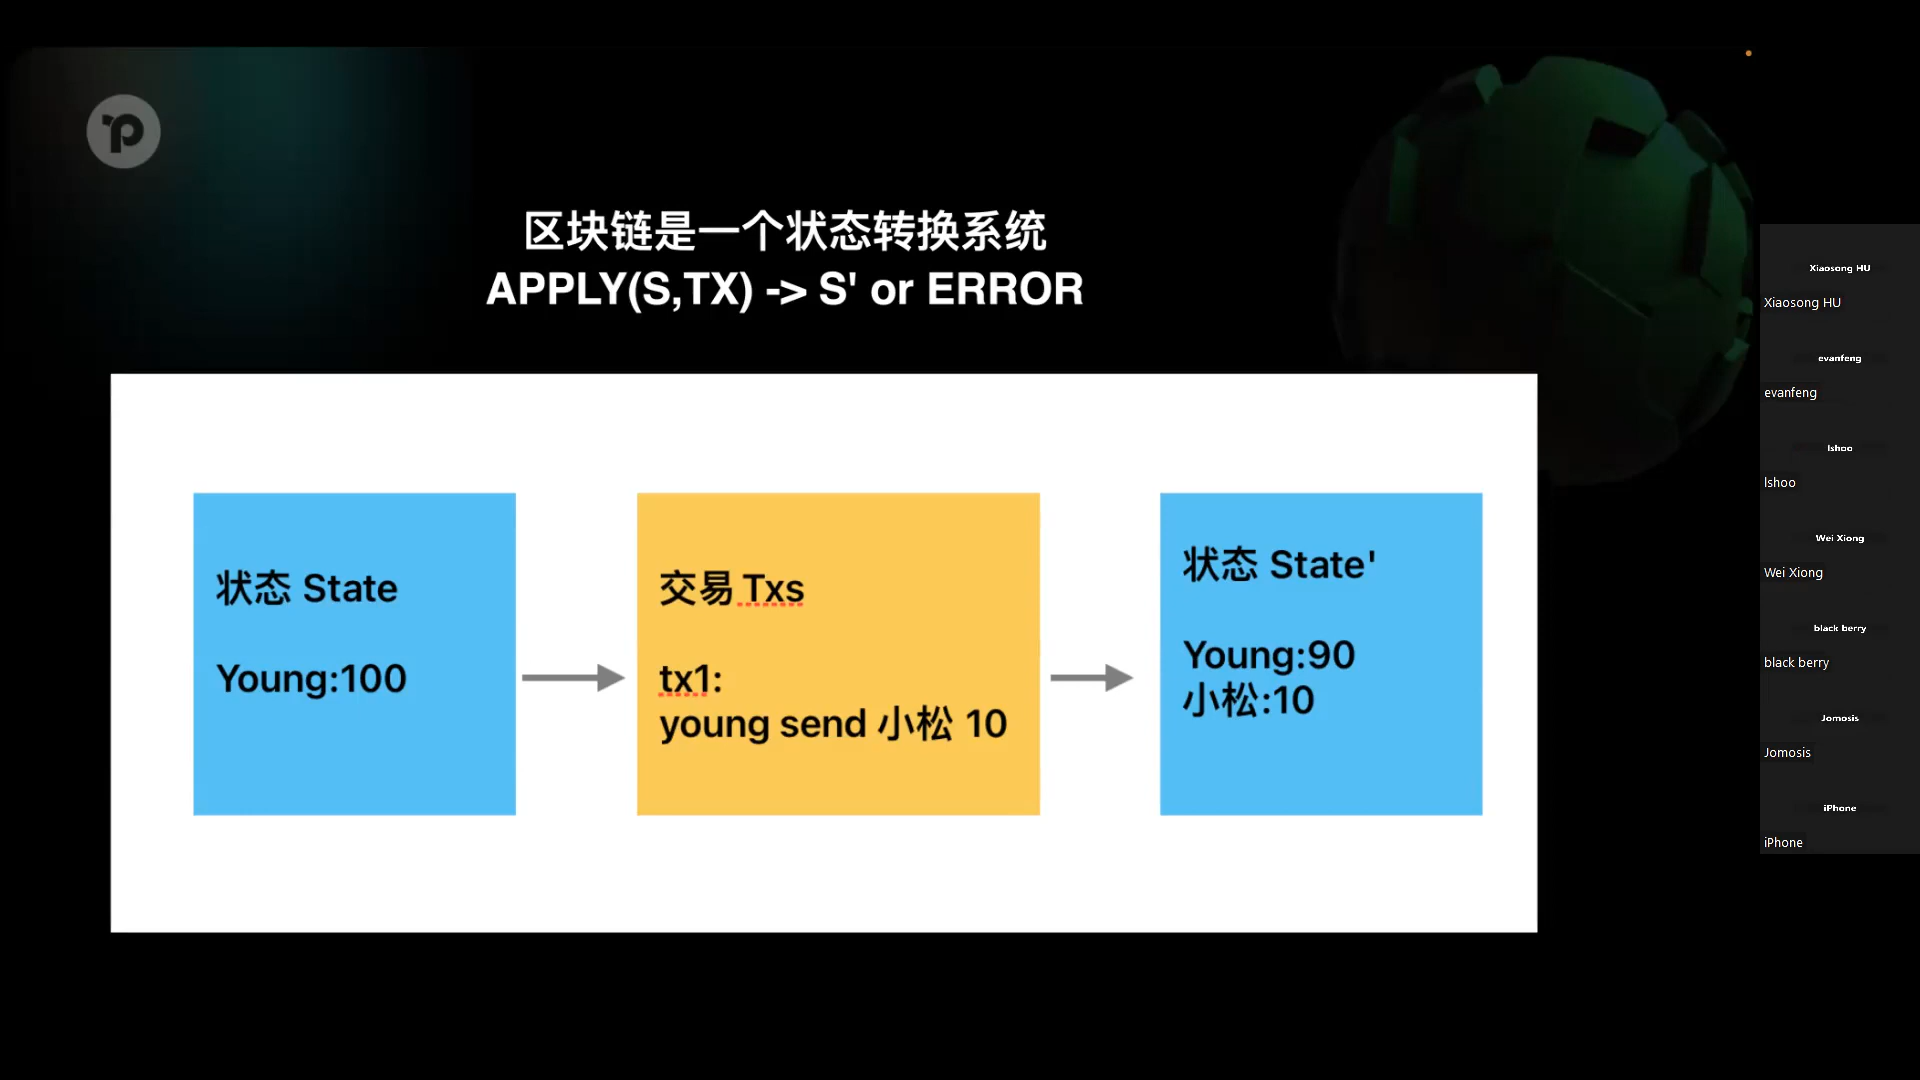 区块链是一个状态转换系统
APPLY(S,TX) -> S' or ERROR
状态 State
Young:100
交易 Txs
tx1:
young send 小松 10
状态 State'
Young:90
小松:10
Xiaosong HU
Xiaosong HU
evanfeng
evanfeng
lshoo
lshoo
Wei Xiong
Wei Xiong
black berry
black berry
Jomosis
Jomosis
iPhone
iPhone